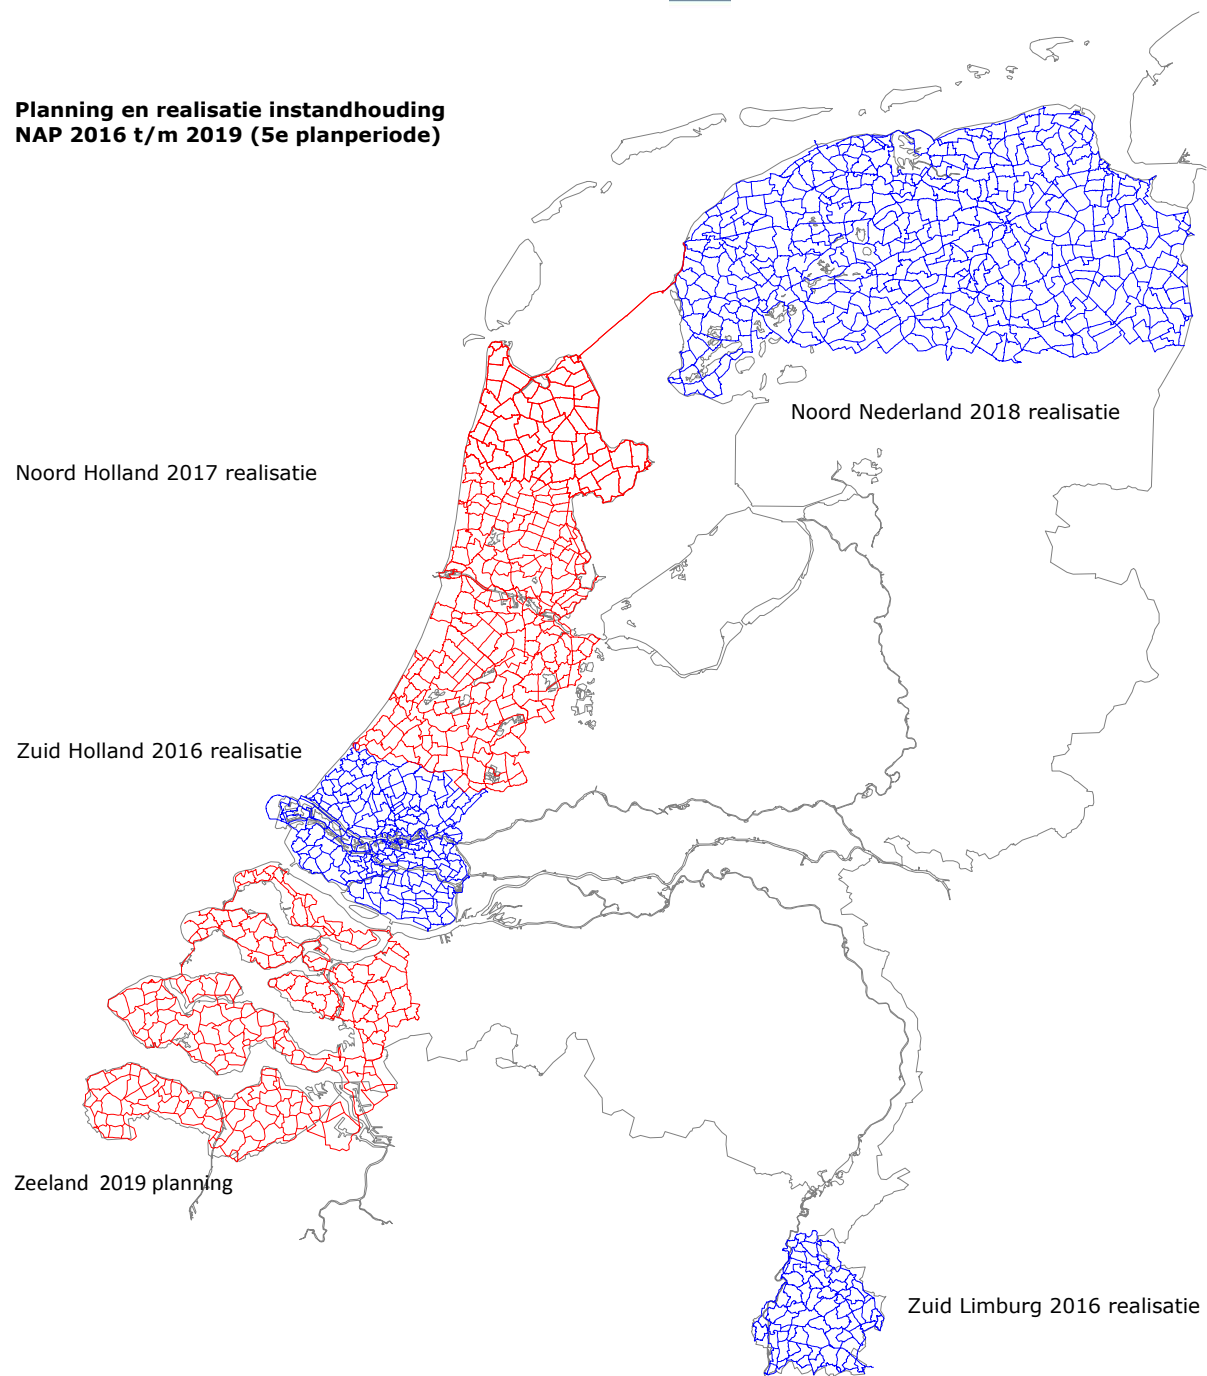 Planning en realisatie instandhouding
NAP 2016 t/m 2019 (5e planperiode)
Noord Nederland 2018 realisatie
Noord Holland 2017 realisatie
Zuid Holland 2016 realisatie
Zeeland 2019 planning
Zuid Limburg 2016 realisatie